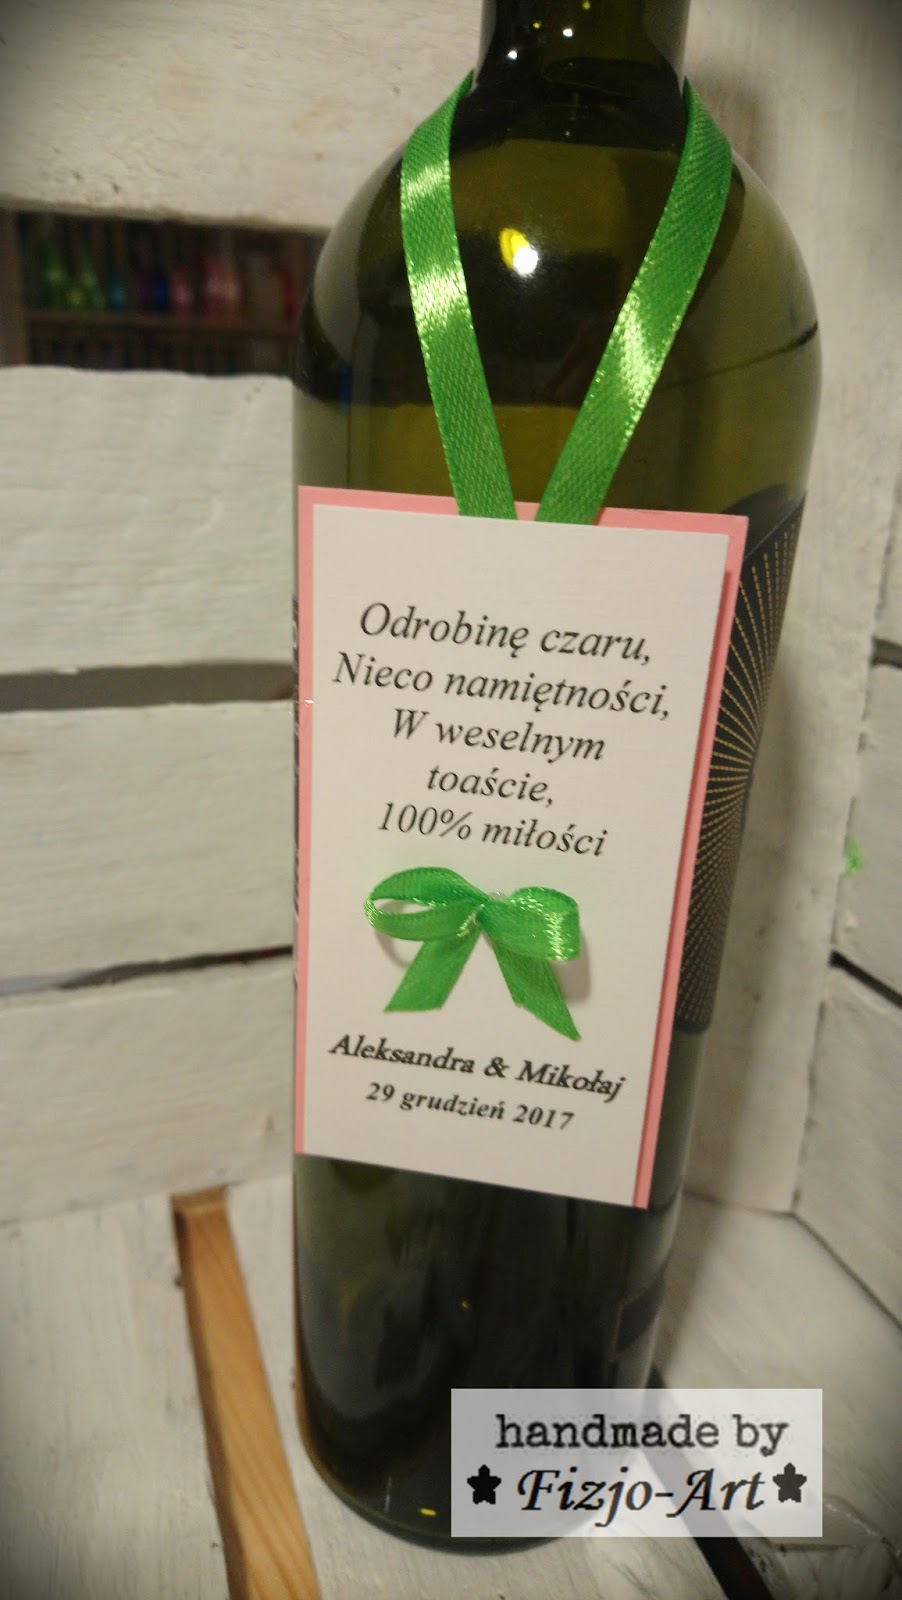 Odrobinę czaru,
Nieco namiętności,
W weselnym
toaście,
100% miłości
Aleksandra & Mikołaj
29 grudzień 2017
handmade by
Fizjo-Art